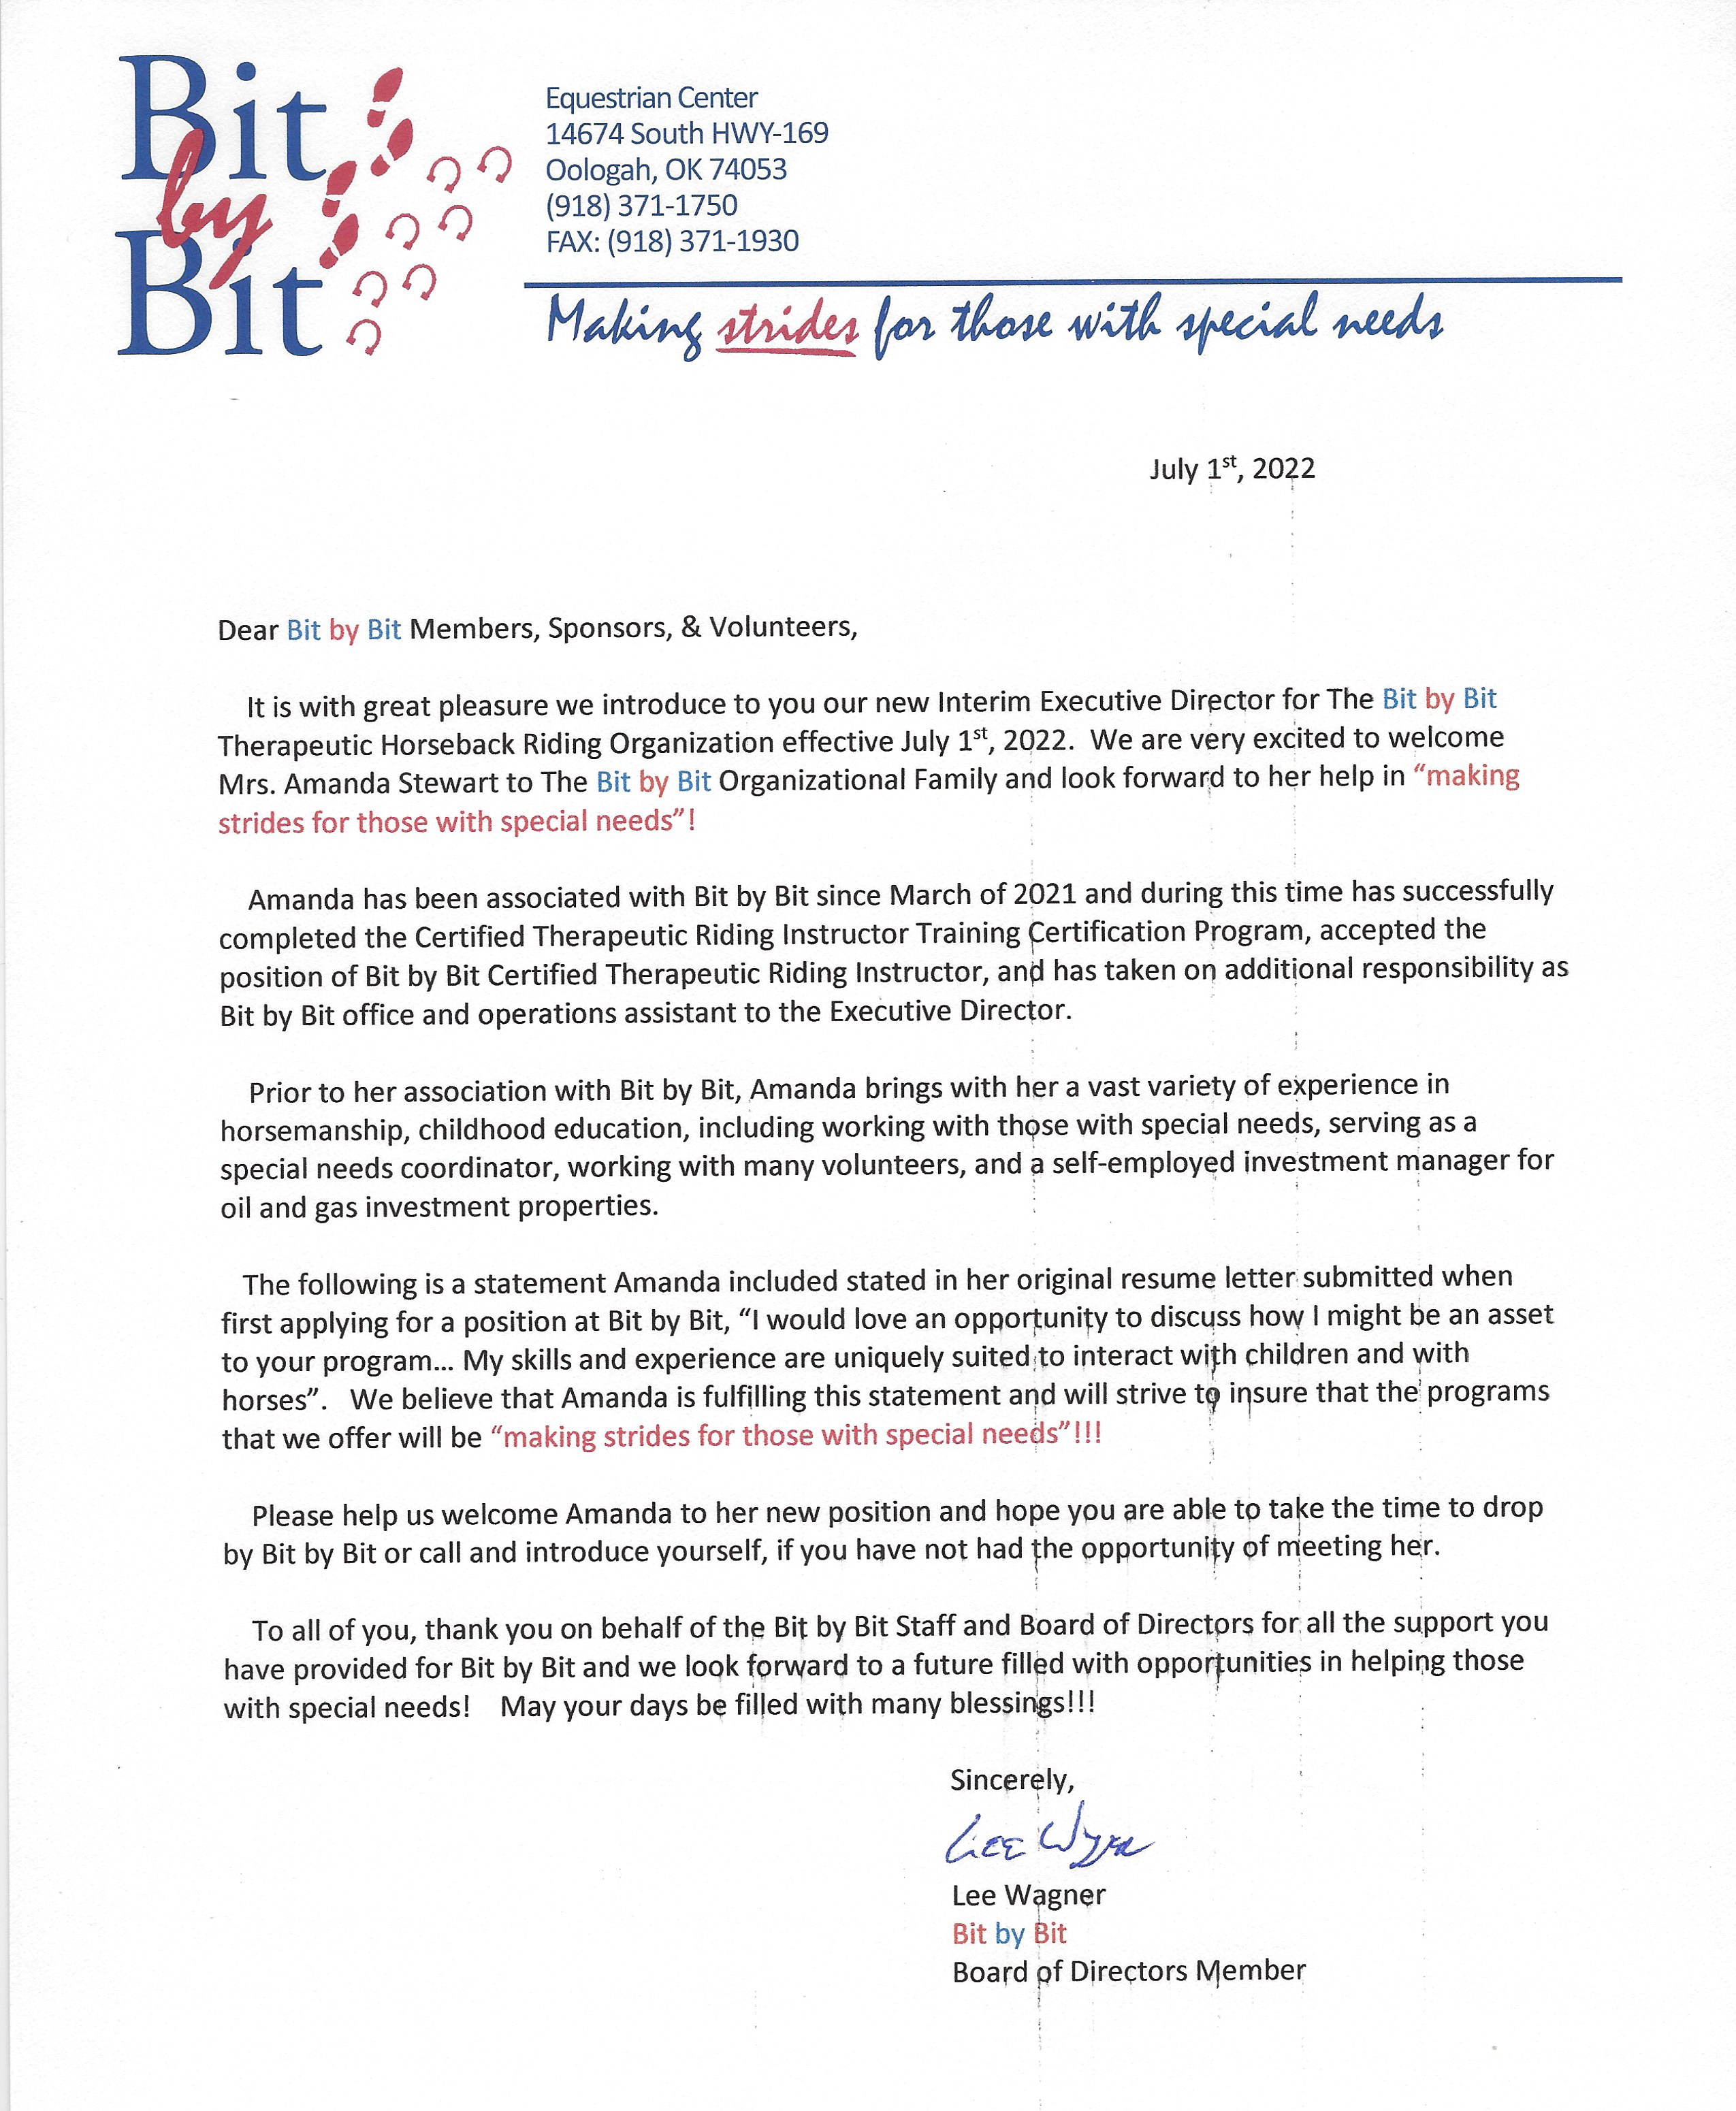 Bit
by
Bit
Equestrian Center
14674 South HWY-169
Oologah, OK 74053
(918) 371-1750
FAX: (918) 371-1930
Making strides for those with special needs
July 1st, 2022
Dear Bit by Bit Members, Sponsors, & Volunteers,
It is with great pleasure we introduce to you our new Interim Executive Director for The Bit by Bit
Therapeutic Horseback Riding Organization effective July 1st, 2022.  We are very excited to welcome
Mrs. Amanda Stewart to The Bit by Bit Organizational Family and look forward to her help in “making
strides for those with special needs”!
Amanda has been associated with Bit by Bit since March of 2021 and during this time has successfully
completed the Certified Therapeutic Riding Instructor Training Certification Program, accepted the
position of Bit by Bit Certified Therapeutic Riding Instructor, and has taken on additional responsibility as
Bit by Bit office and operations assistant to the Executive Director.
Prior to her association with Bit by Bit, Amanda brings with her a vast variety of experience in
horsemanship, childhood education, including working with those with special needs, serving as a
special needs coordinator, working with many volunteers, and a self-employed investment manager for
oil and gas investment properties.
The following is a statement Amanda included stated in her original resume letter submitted when
first applying for a position at Bit by Bit, “I would love an opportunity to discuss how I might be an asset
to your program... My skills and experience are uniquely suited to interact with children and with
horses”.   We believe that Amanda is fulfilling this statement and will strive to insure that the programs
that we offer will be “making strides for those with special needs”!!!
Please help us welcome Amanda to her new position and hope you are able to take the time to drop
by Bit by Bit or call and introduce yourself, if you have not had the opportunity of meeting her.
To all of you, thank you on behalf of the Bit by Bit Staff and Board of Directors for all the support you
have provided for Bit by Bit and we look forward to a future filled with opportunities in helping those
with special needs!    May your days be filled with many blessings!!!
Sincerely,
Lee Wagner
Lee Wagner
Bit by Bit
Board of Directors Member